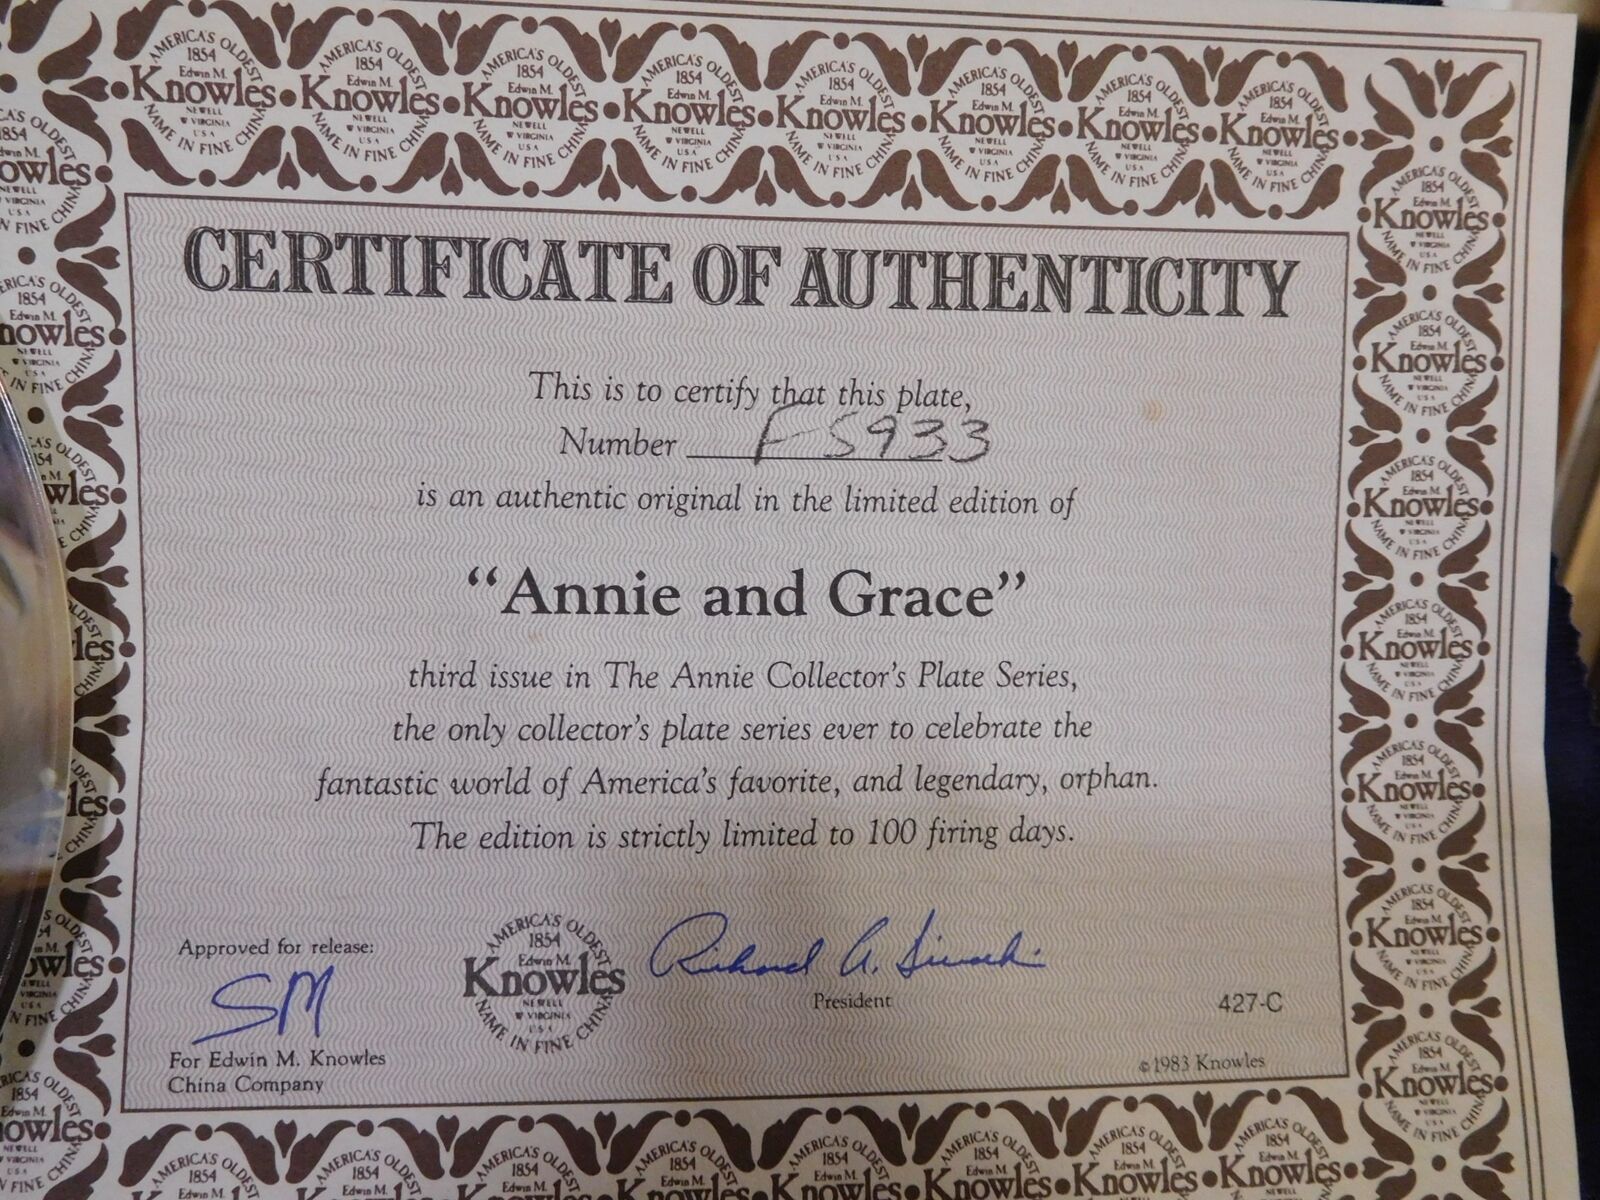 CERTIFICATE OF AUTHENTICITY
This is to certify that this plate,
Number FS933
is an authentic original in the limited edition of
"Annie and Grace"
third issue in The Annie Collector's Plate Series,
the only collector's plate series ever to celebrate the
fantastic world of America's favorite, and legendary, orphan.
The edition is strictly limited to 100 firing days.
Approved for release:
SM
For Edwin M. Knowles
China Company
AMERICA'S OLDEST
1854
Edwin M.
Knowles
NEWELL
W VIRGINIA
USA
NAME IN FINE CHINA
Richard A.
President
427-C
©1983 Knowles